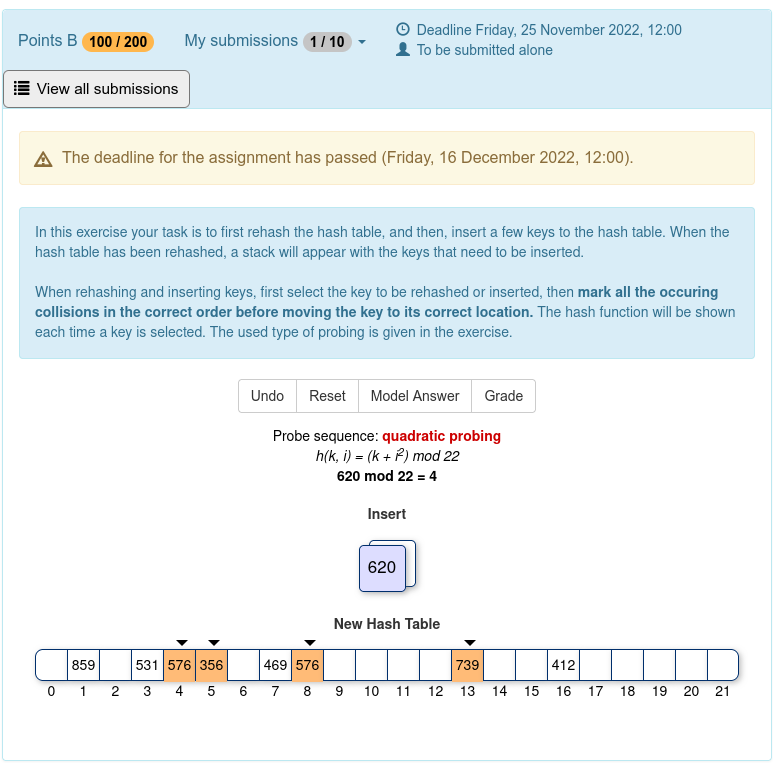 Points B 100 / 200 My submissions 1 / 10
Deadline Friday, 25 November 2022, 12:00
To be submitted alone
View all submissions
The deadline for the assignment has passed (Friday, 16 December 2022, 12:00).
In this exercise your task is to first rehash the hash table, and then, insert a few keys to the hash table. When the
hash table has been rehashed, a stack will appear with the keys that need to be inserted.
When rehashing and inserting keys, first select the key to be rehashed or inserted, then mark all the occuring
collisions in the correct order before moving the key to its correct location. The hash function will be shown
each time a key is selected. The used type of probing is given in the exercise.
Undo Reset Model Answer Grade
Probe sequence: quadratic probing
h(k, i) = (k + i²) mod 22
620 mod 22 = 4
Insert
620
New Hash Table
859 531 576 356 469 576 739 412
0 1 2 3 4 5 6 7 8 9 10 11 12 13 14 15 16 17 18 19 20 21